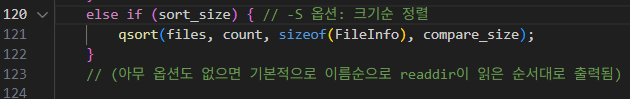 120 else if (sort_size) { // -S 옵션: 크기순 정렬
121 qsort(files, count, sizeof(FileInfo), compare_size);
122 }
123 // (아무 옵션도 없으면 기본적으로 이름순으로 readdir이 읽은 순서대로 출력됨)
124